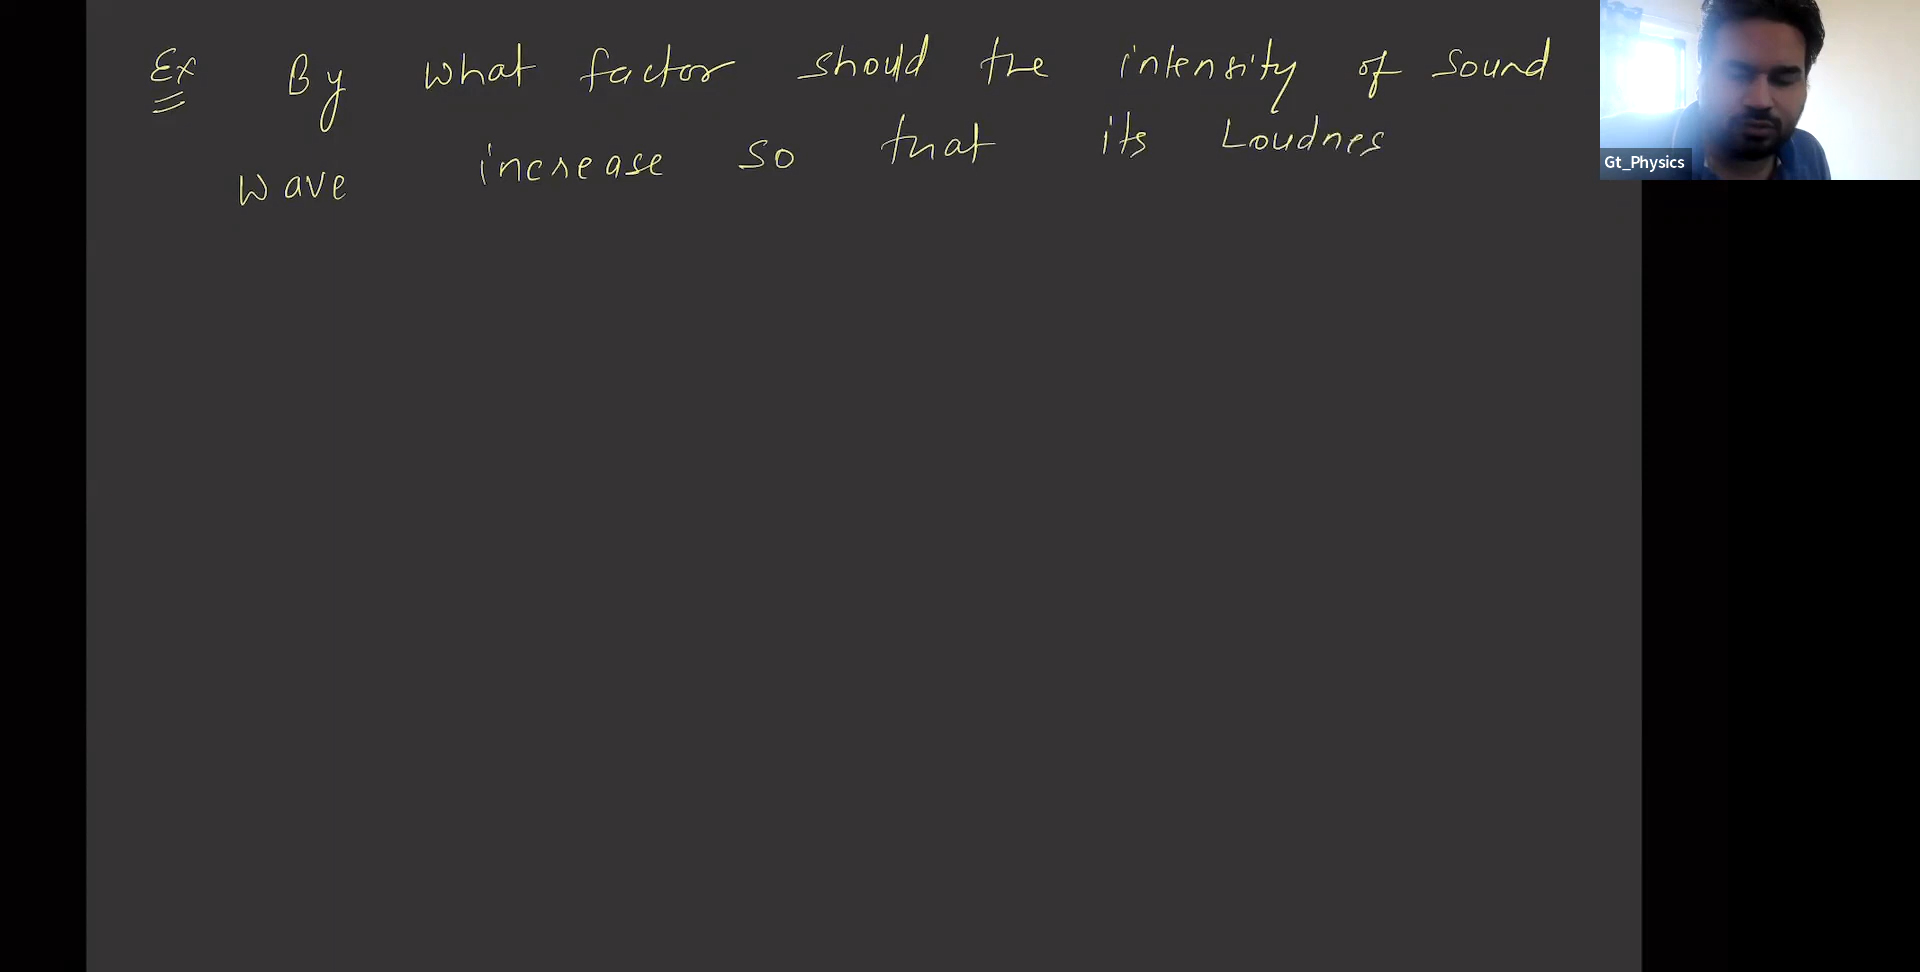 Ex By what factor should the intensity of sound
wave increase so that its Loudnes
Gt_Physics